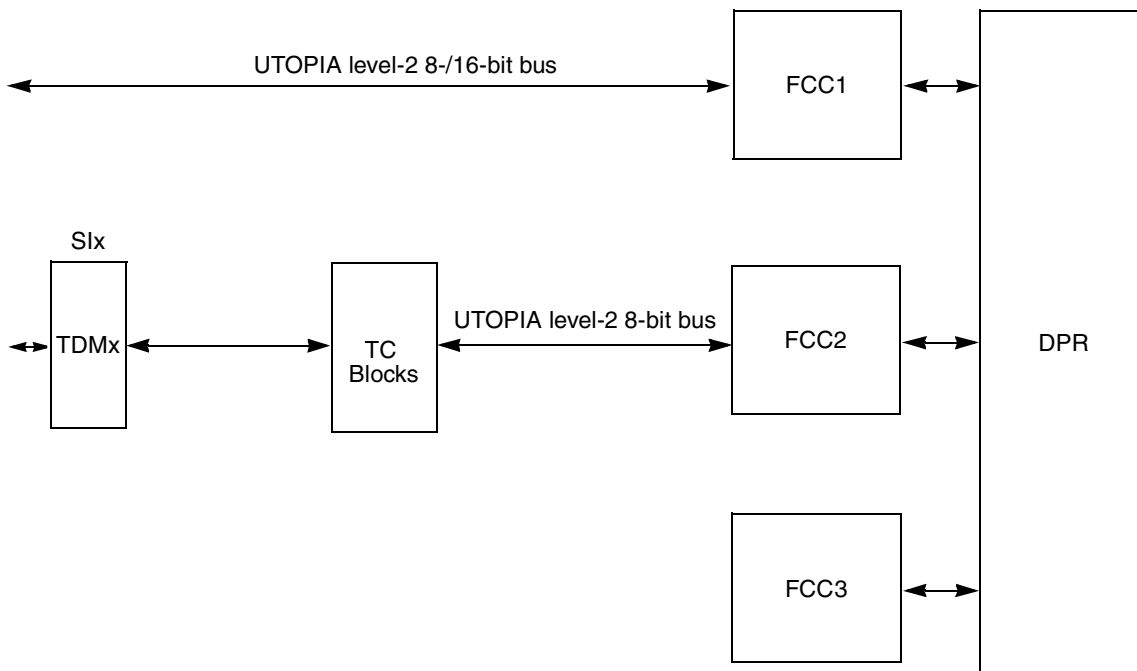 UTOPIA level-2 8-/16-bit bus
FCC1
SIx
TDMx
TC
Blocks
UTOPIA level-2 8-bit bus
FCC2
DPR
FCC3